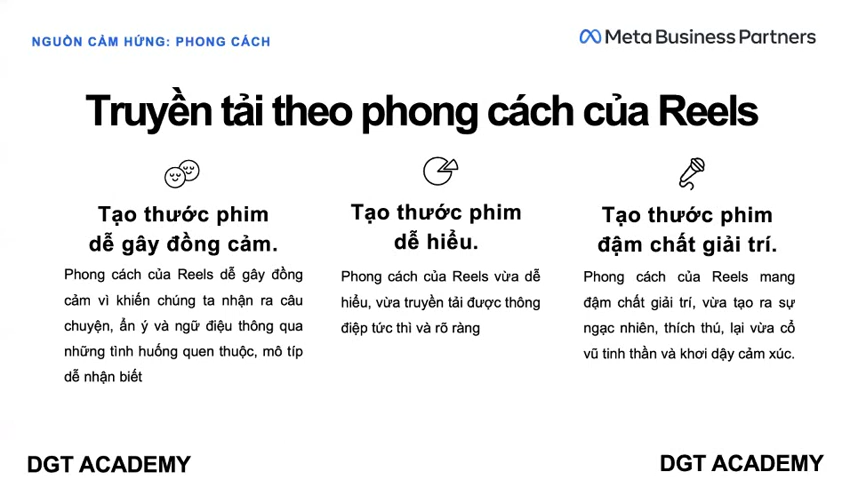 NGUỒN CẢM HỨNG: PHONG CÁCH
Meta Business Partners
Truyền tải theo phong cách của Reels
Tạo thước phim
dễ gây đồng cảm.
Phong cách của Reels dễ gây đồng
cảm vì khiến chúng ta nhận ra câu
chuyện, ẩn ý và ngữ điệu thông qua
những tình huống quen thuộc, mô típ
dễ nhận biết
Tạo thước phim
dễ hiểu.
Phong cách của Reels vừa dễ
hiểu, vừa truyền tải được thông
điệp tức thì và rõ ràng
Tạo thước phim
đậm chất giải trí.
Phong cách của Reels mang
đậm chất giải trí, vừa tạo ra sự
ngạc nhiên, thích thú, lại vừa cổ
vũ tinh thần và khơi dậy cảm xúc.
DGT ACADEMY
DGT ACADEMY